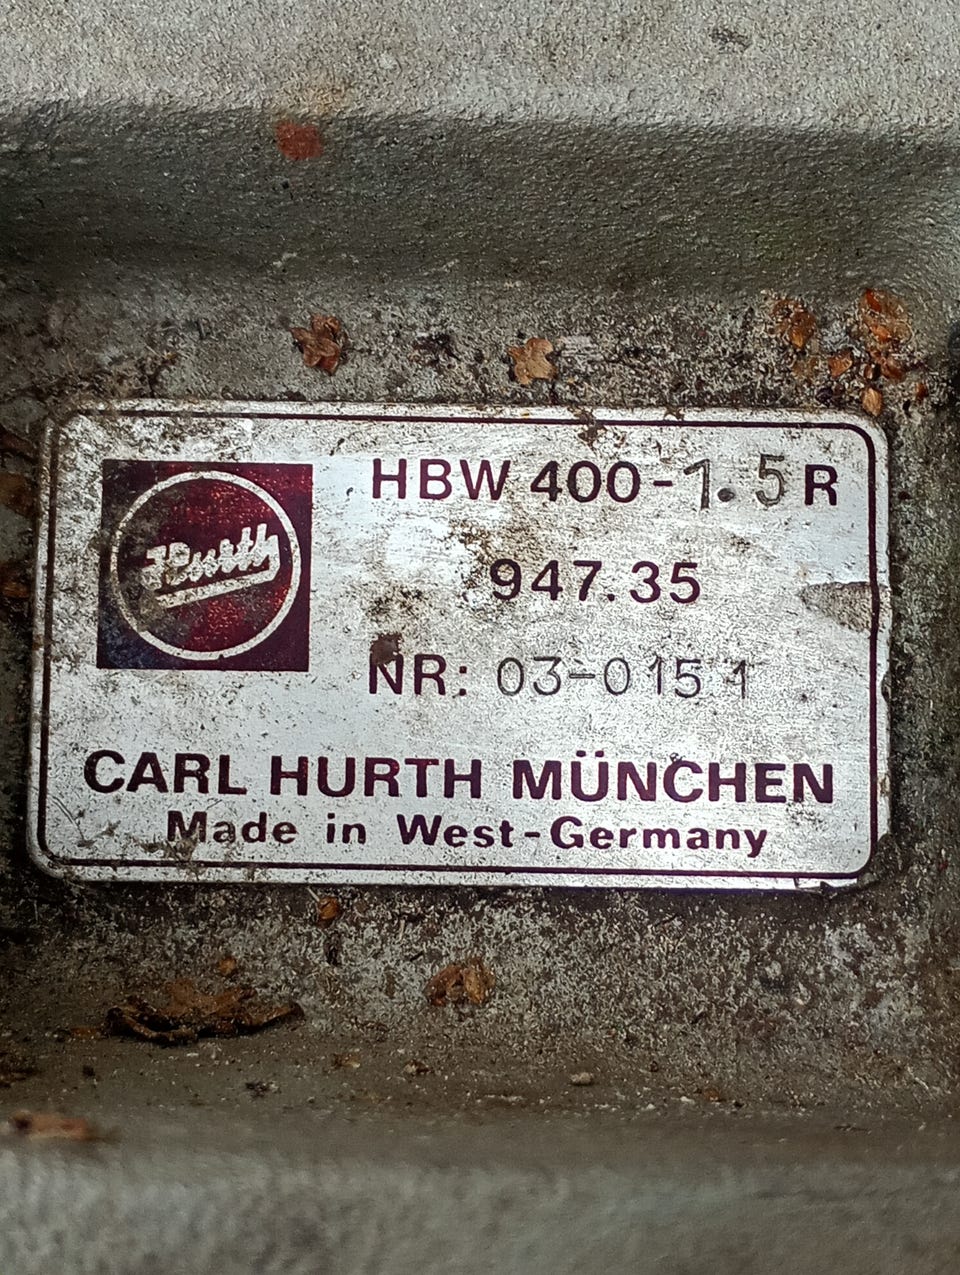 HBW 400-1.5 R
Hurth
947.35
NR: 03-0151
CARL HURTH MÜNCHEN
Made in West-Germany